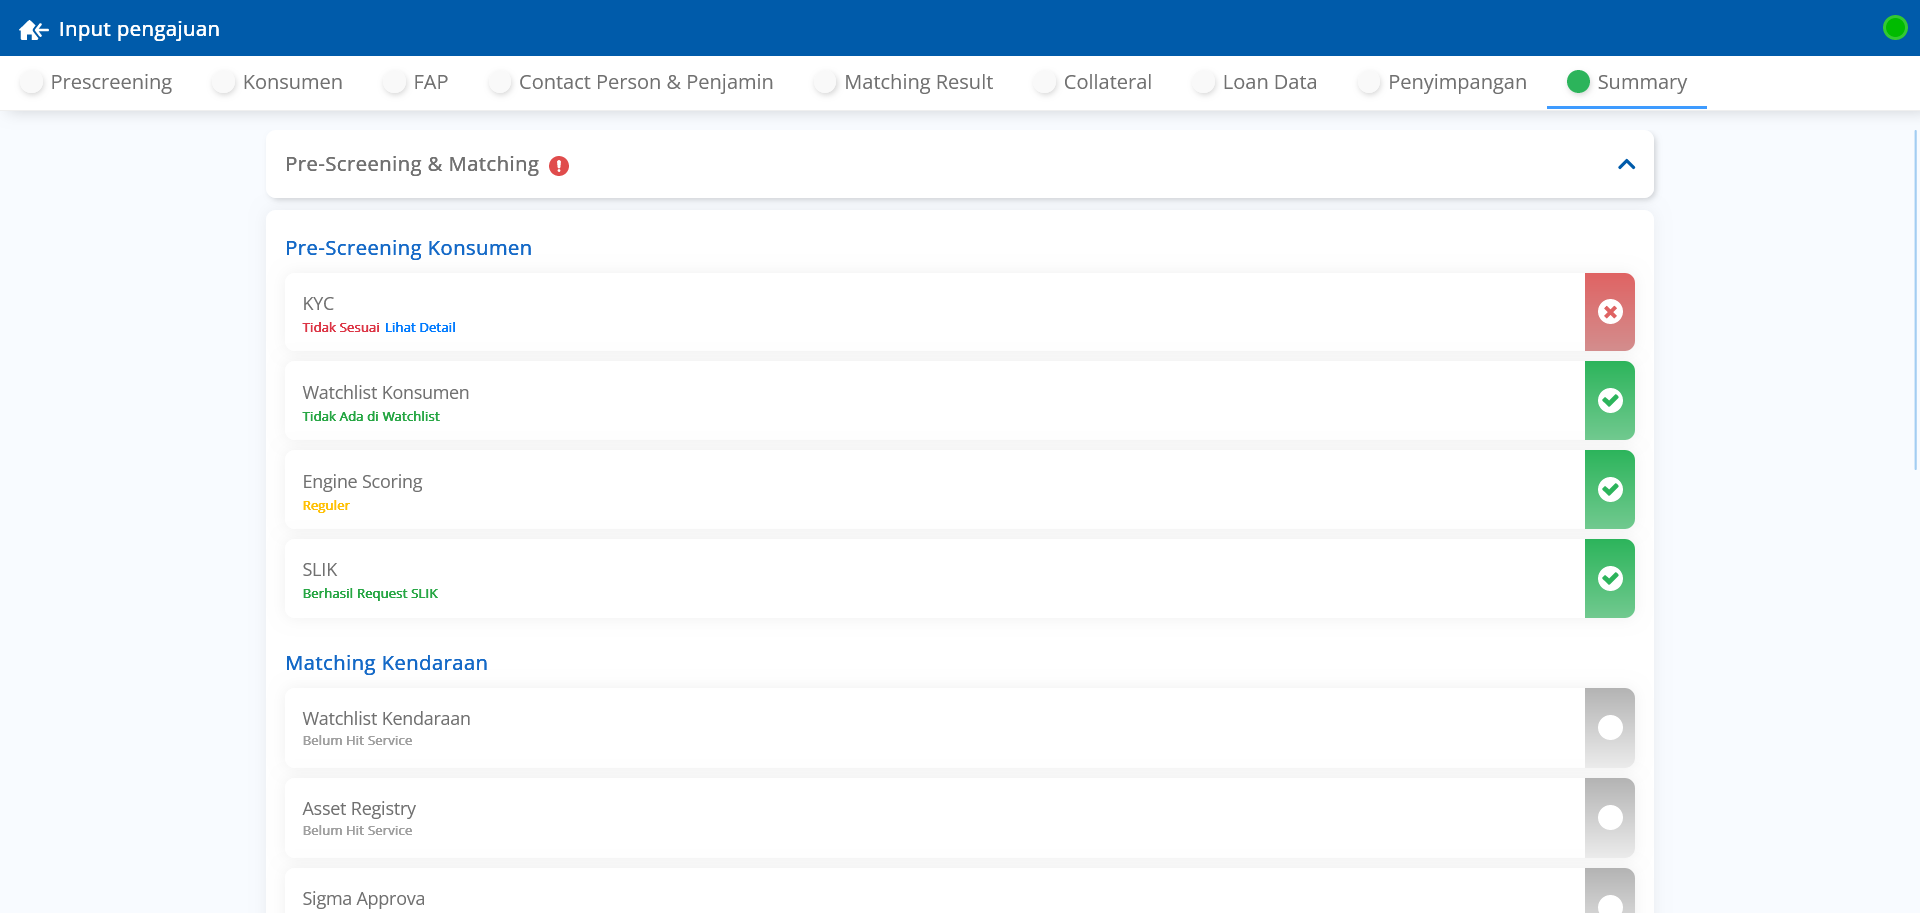 Input pengajuan
Prescreening Konsumen FAP Contact Person & Penjamin Matching Result Collateral Loan Data Penyimpangan Summary
Pre-Screening & Matching
Pre-Screening Konsumen
KYC
Tidak Sesuai Lihat Detail
Watchlist Konsumen
Tidak Ada di Watchlist
Engine Scoring
Reguler
SLIK
Berhasil Request SLIK
Matching Kendaraan
Watchlist Kendaraan
Belum Hit Service
Asset Registry
Belum Hit Service
Sigma Approva